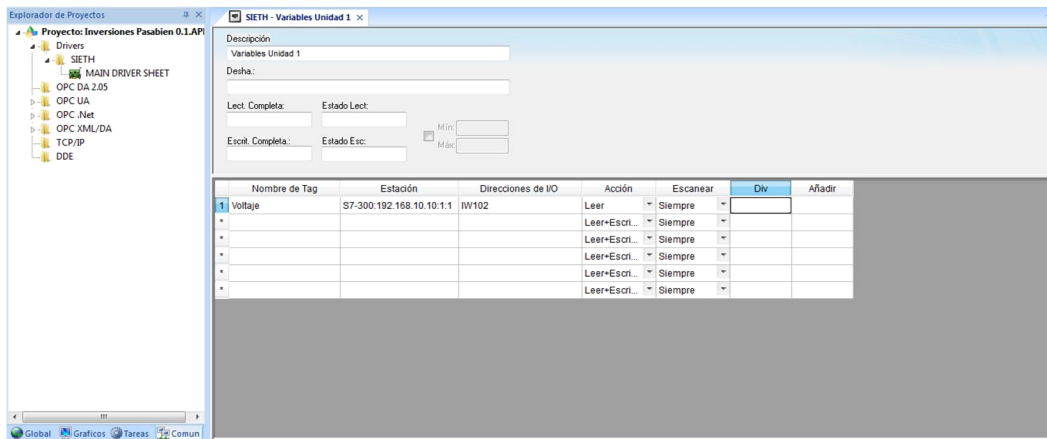 Explorador de Proyectos
Proyecto: Inversiones Pasabien 0.1.API
Drivers
SIETH
MAIN DRIVER SHEET
OPC DA 2.05
OPC UA
OPC .Net
OPC XML/DA
TCP/IP
DDE
Global Graficos Tareas Comun
SIETH - Variables Unidad 1
Descripción
Variables Unidad 1
Desha.:
Lect. Completa: Estado Lect:
Escrit. Completa.: Estado Esc:
Mín:
Máx:
Nombre de Tag Estación Direcciones de I/O Acción Escanear Div Añadir
1 Voltaje S7-300:192.168.10.10:1:1 IW102 Leer Siempre
* Leer+Escri... Siempre
* Leer+Escri... Siempre
* Leer+Escri... Siempre
* Leer+Escri... Siempre
* Leer+Escri... Siempre